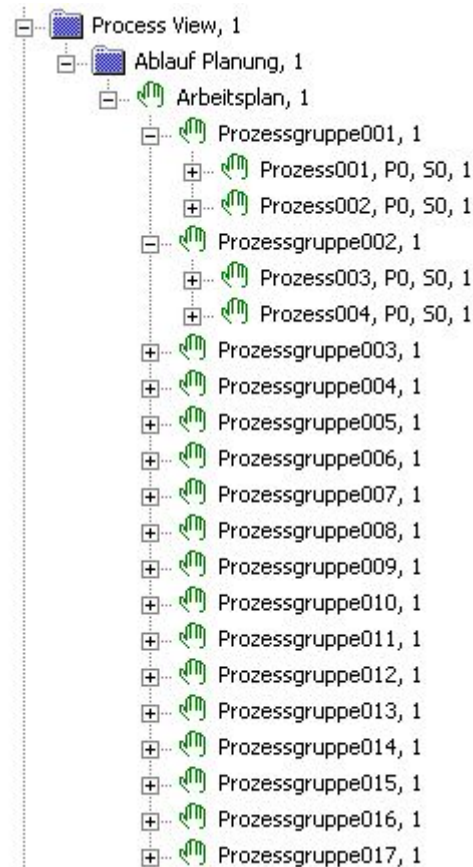 Process View, 1
Ablauf Planung, 1
Arbeitsplan, 1
Prozessgruppe001, 1
Prozess001, P0, S0, 1
Prozess002, P0, S0, 1
Prozessgruppe002, 1
Prozess003, P0, S0, 1
Prozess004, P0, S0, 1
Prozessgruppe003, 1
Prozessgruppe004, 1
Prozessgruppe005, 1
Prozessgruppe006, 1
Prozessgruppe007, 1
Prozessgruppe008, 1
Prozessgruppe009, 1
Prozessgruppe010, 1
Prozessgruppe011, 1
Prozessgruppe012, 1
Prozessgruppe013, 1
Prozessgruppe014, 1
Prozessgruppe015, 1
Prozessgruppe016, 1
Prozessgruppe017, 1